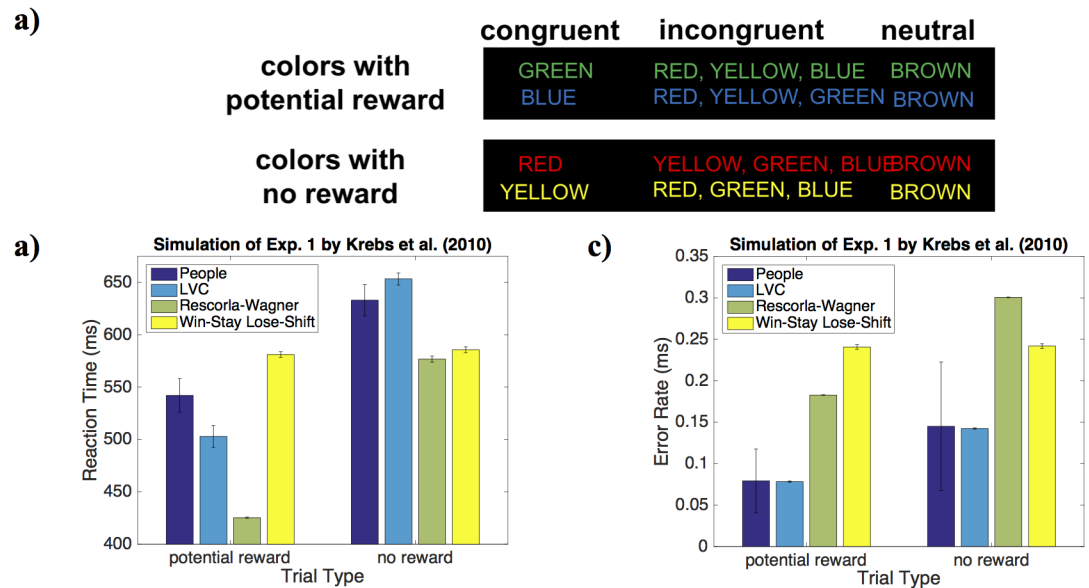 a)
congruent incongruent neutral
colors with
potential reward
GREEN RED, YELLOW, BLUE BROWN
BLUE RED, YELLOW, GREEN BROWN
colors with
no reward
RED YELLOW, GREEN, BLUE BROWN
YELLOW RED, GREEN, BLUE BROWN
a)
Simulation of Exp. 1 by Krebs et al. (2010)
People
LVC
Rescorla-Wagner
Win-Stay Lose-Shift
Reaction Time (ms)
650
600
550
500
450
400
potential reward no reward
Trial Type
c)
Simulation of Exp. 1 by Krebs et al. (2010)
People
LVC
Rescorla-Wagner
Win-Stay Lose-Shift
Error Rate (ms)
0.35
0.3
0.25
0.2
0.15
0.1
0.05
0
potential reward no reward
Trial Type